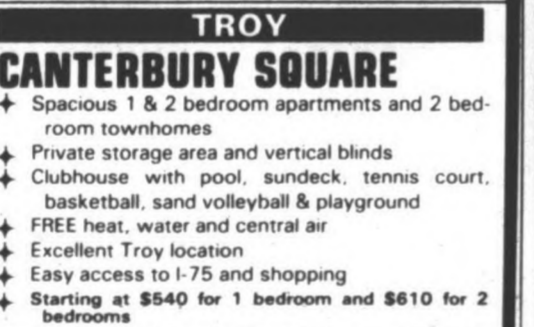 TROY
CANTERBURY SQUARE
Spacious 1 & 2 bedroom apartments and 2 bed-
room townhomes
Private storage area and vertical blinds
Clubhouse with pool, sundeck, tennis court,
basketball, sand volleyball & playground
FREE heat, water and central air
Excellent Troy location
Easy access to I-75 and shopping
Starting at $540 for 1 bedroom and $610 for 2
bedrooms